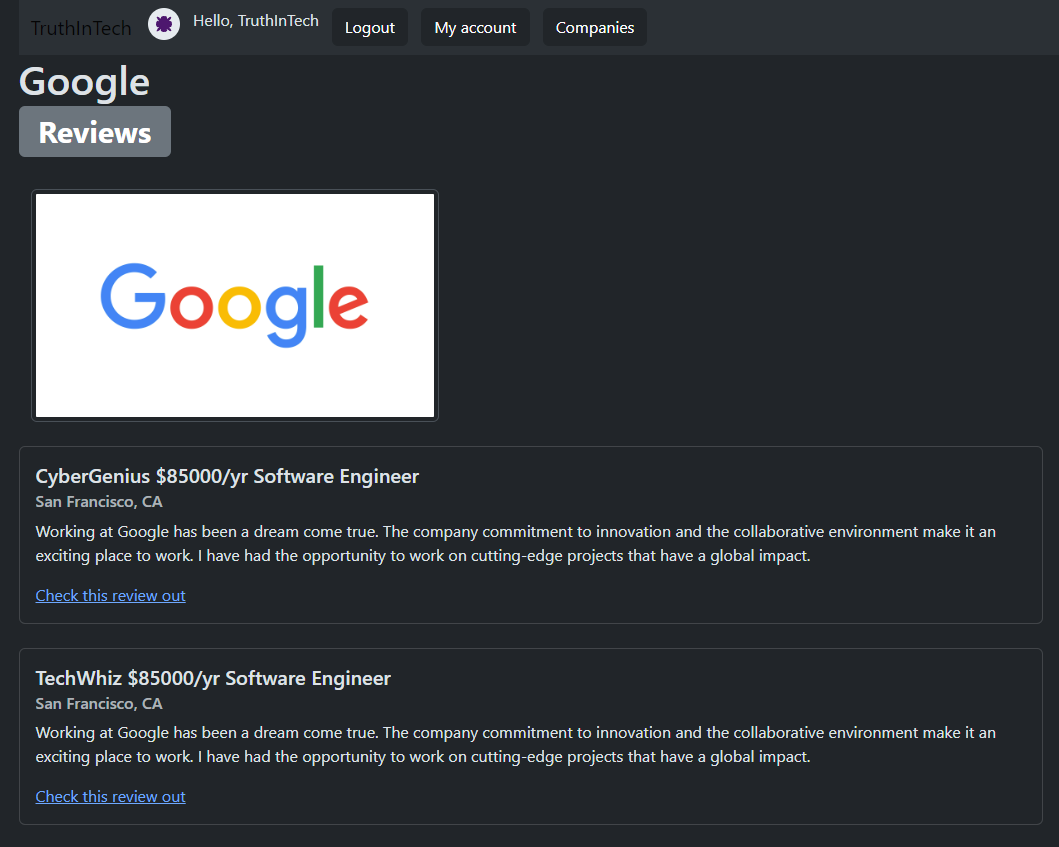 TruthInTech Hello, TruthInTech Logout My account Companies
Google
Reviews
Google
CyberGenius $85000/yr Software Engineer
San Francisco, CA
Working at Google has been a dream come true. The company commitment to innovation and the collaborative environment make it an
exciting place to work. I have had the opportunity to work on cutting-edge projects that have a global impact.
Check this review out
TechWhiz $85000/yr Software Engineer
San Francisco, CA
Working at Google has been a dream come true. The company commitment to innovation and the collaborative environment make it an
exciting place to work. I have had the opportunity to work on cutting-edge projects that have a global impact.
Check this review out